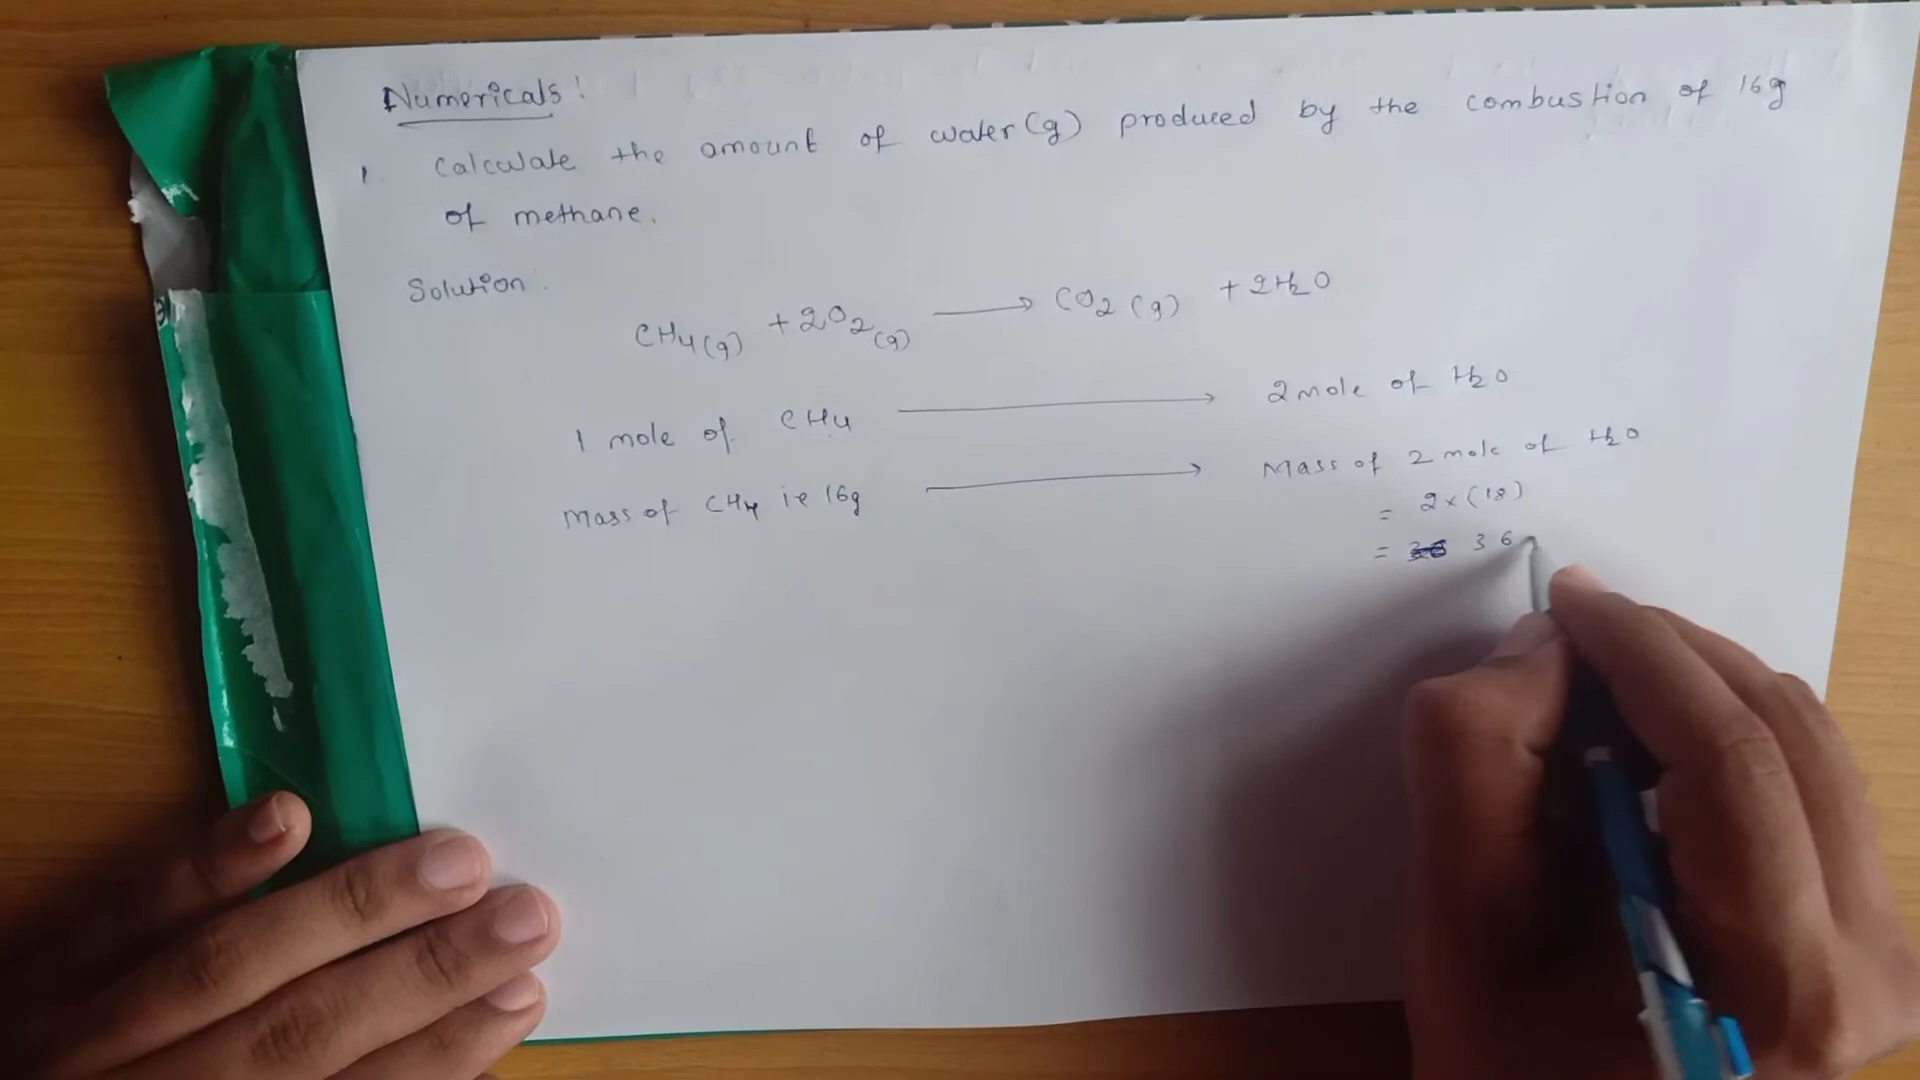 Numericals!
1. Calculate the amount of water(g) produced by the combustion of 16g
of methane.
Solution:
CH4(g) + 2O2(g) ⟶ CO2(g) + 2H2O
1 mole of CH4 ⟶ 2 mole of H2O
Mass of CH4 ie 16g ⟶ Mass of 2 mole of H2O
= 2×(18)
= 36